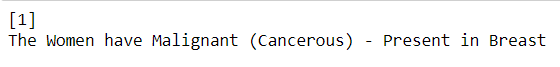 [1]
The Women have Malignant (Cancerous) - Present in Breast